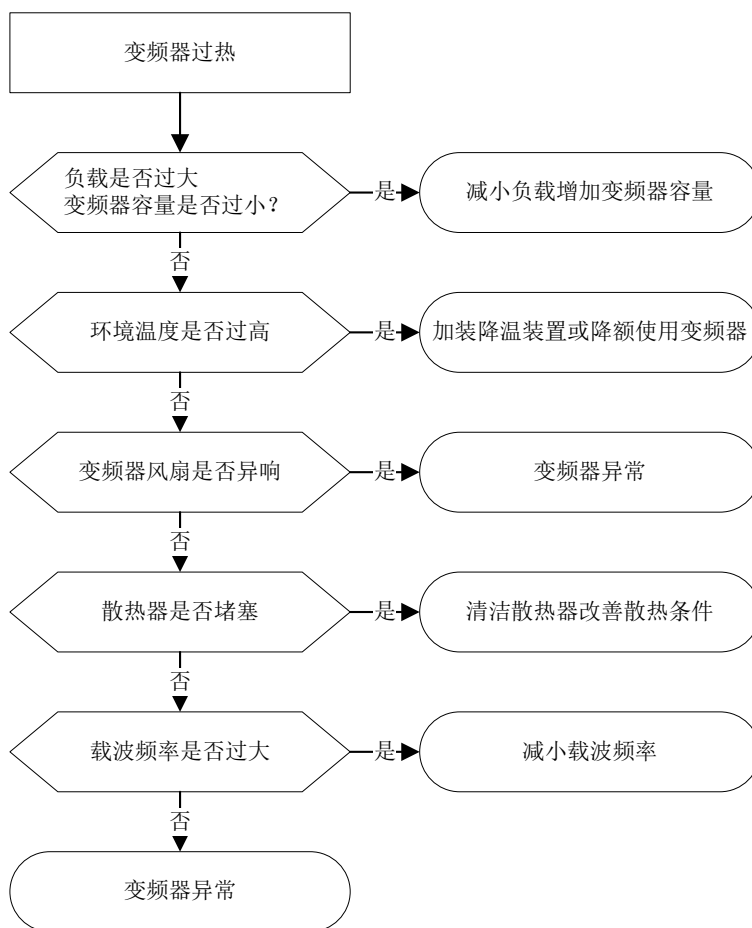 变频器过热
负载是否过大
变频器容量是否过小?
是
减小负载增加变频器容量
否
环境温度是否过高
是
加装降温装置或降额使用变频器
否
变频器风扇是否异响
是
变频器异常
否
散热器是否堵塞
是
清洁散热器改善散热条件
否
载波频率是否过大
是
减小载波频率
否
变频器异常